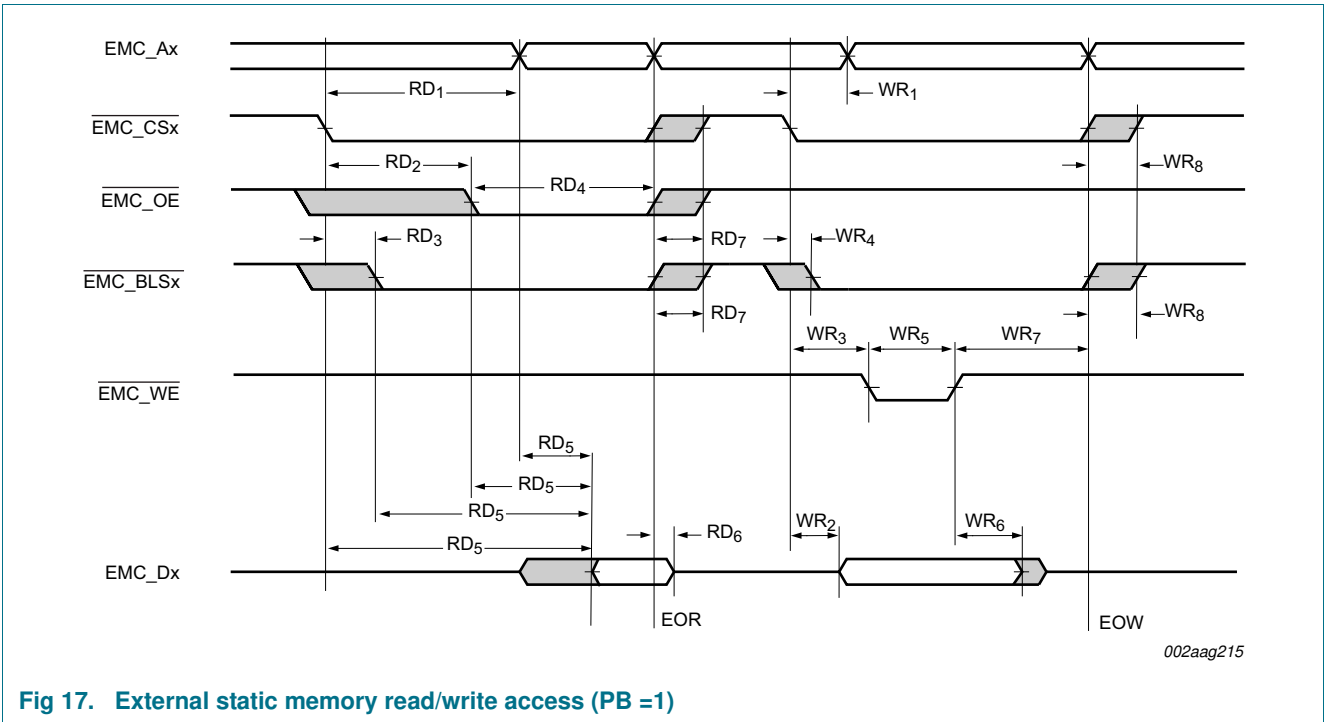 EMC_Ax
RD1
WR1
EMC_CSx
RD2
WR8
RD4
EMC_OE
RD3
RD7
WR4
EMC_BLSx
RD7
WR8
WR3
WR5
WR7
EMC_WE
RD5
RD5
RD5
WR2
WR6
RD6
RD5
EMC_Dx
EOR
EOW
002aag215
Fig 17. External static memory read/write access (PB =1)